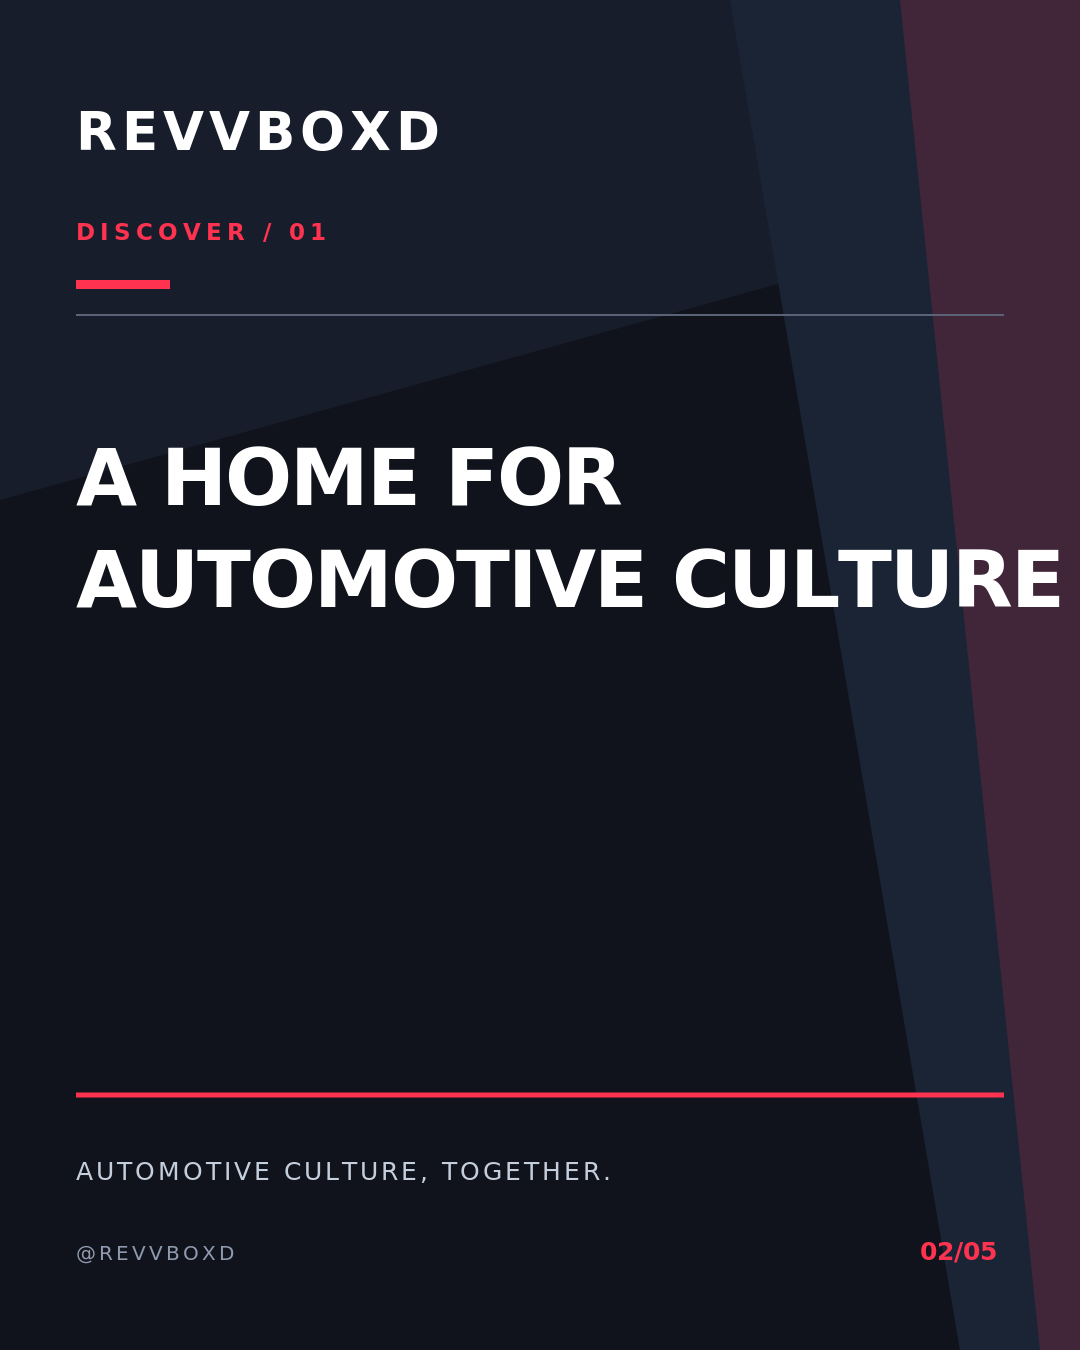 REVVBOXD
DISCOVER / 01
A HOME FOR
AUTOMOTIVE CULTURE
AUTOMOTIVE CULTURE, TOGETHER.
@REVVBOXD
02/05